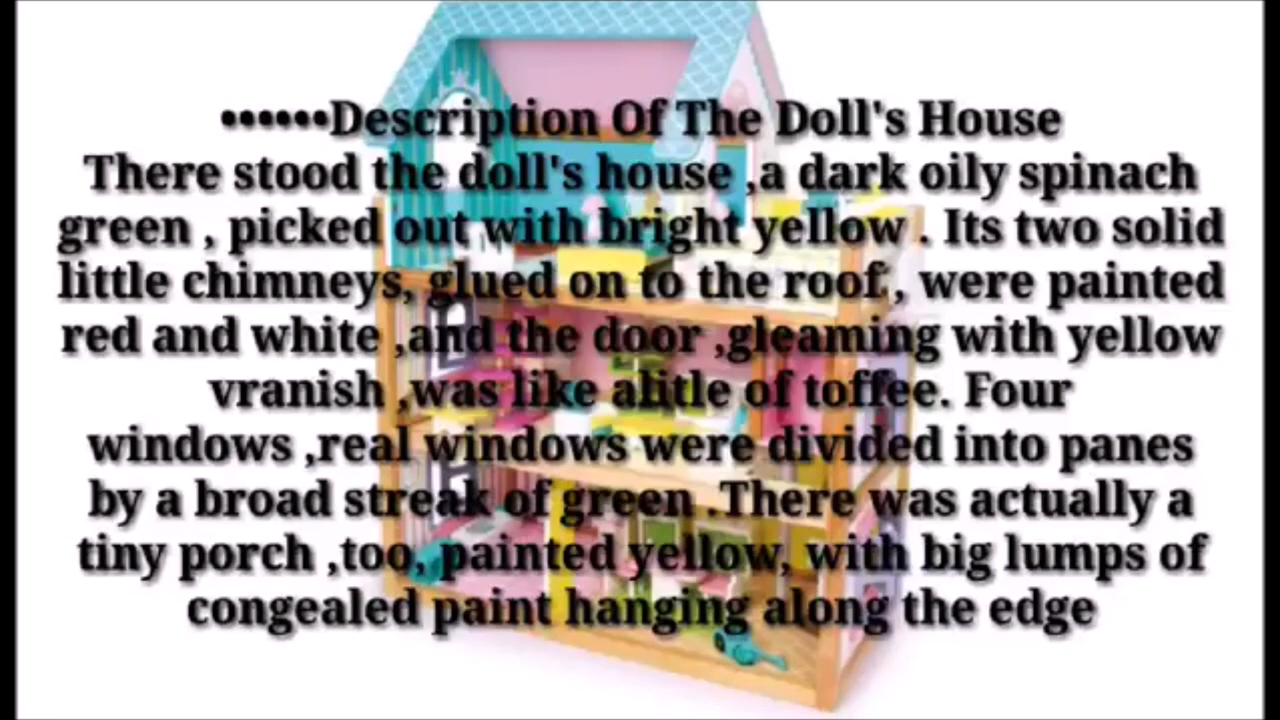 ••••••Description Of The Doll's House
There stood the doll's house ,a dark oily spinach
green , picked out with bright yellow . Its two solid
little chimneys, glued on to the roof , were painted
red and white ,and the door ,gleaming with yellow
vranish ,was like alitle of toffee. Four
windows ,real windows were divided into panes
by a broad streak of green .There was actually a
tiny porch ,too, painted yellow, with big lumps of
congealed paint hanging along the edge